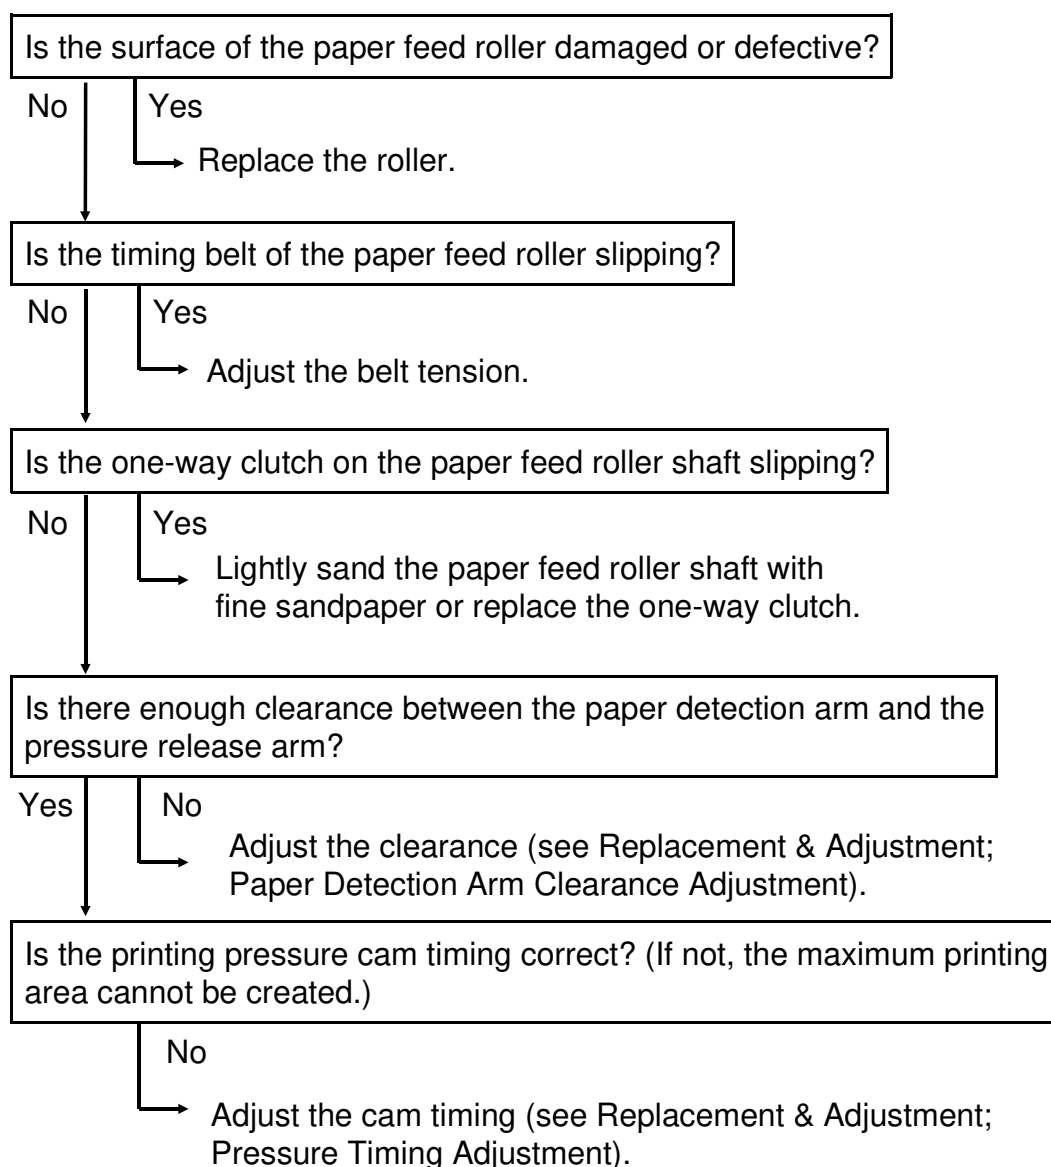 Is the surface of the paper feed roller damaged or defective?
No
Yes
Replace the roller.
Is the timing belt of the paper feed roller slipping?
No
Yes
Adjust the belt tension.
Is the one-way clutch on the paper feed roller shaft slipping?
No
Yes
Lightly sand the paper feed roller shaft with
fine sandpaper or replace the one-way clutch.
Is there enough clearance between the paper detection arm and the
pressure release arm?
Yes
No
Adjust the clearance (see Replacement & Adjustment;
Paper Detection Arm Clearance Adjustment).
Is the printing pressure cam timing correct? (If not, the maximum printing
area cannot be created.)
No
Adjust the cam timing (see Replacement & Adjustment;
Pressure Timing Adjustment).